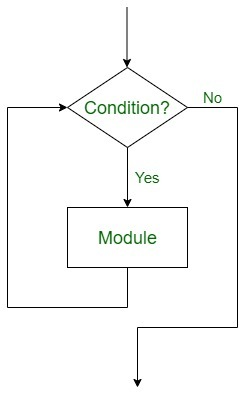 Condition?
No
Yes
Module